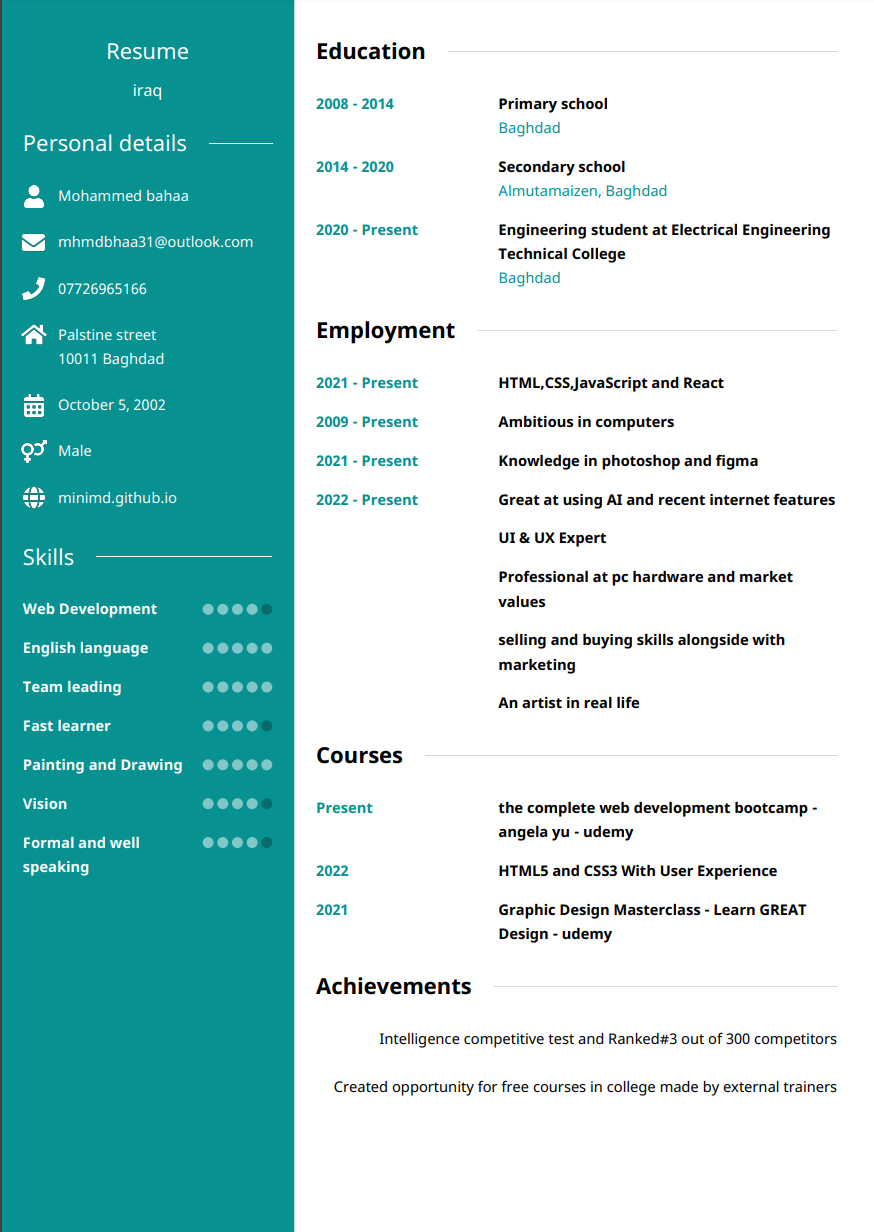 Resume
iraq
Personal details
Mohammed bahaa
mhmdbhaa31@outlook.com
07726965166
Palstine street
10011 Baghdad
October 5, 2002
Male
minimd.github.io
Skills
Web Development
English language
Team leading
Fast learner
Painting and Drawing
Vision
Formal and well
speaking
Education
2008 - 2014 Primary school
Baghdad
2014 - 2020 Secondary school
Almutamaizen, Baghdad
2020 - Present Engineering student at Electrical Engineering
Technical College
Baghdad
Employment
2021 - Present HTML,CSS,JavaScript and React
2009 - Present Ambitious in computers
2021 - Present Knowledge in photoshop and figma
2022 - Present Great at using AI and recent internet features
UI & UX Expert
Professional at pc hardware and market
values
selling and buying skills alongside with
marketing
An artist in real life
Courses
Present the complete web development bootcamp -
angela yu - udemy
2022 HTML5 and CSS3 With User Experience
2021 Graphic Design Masterclass - Learn GREAT
Design - udemy
Achievements
Intelligence competitive test and Ranked#3 out of 300 competitors
Created opportunity for free courses in college made by external trainers